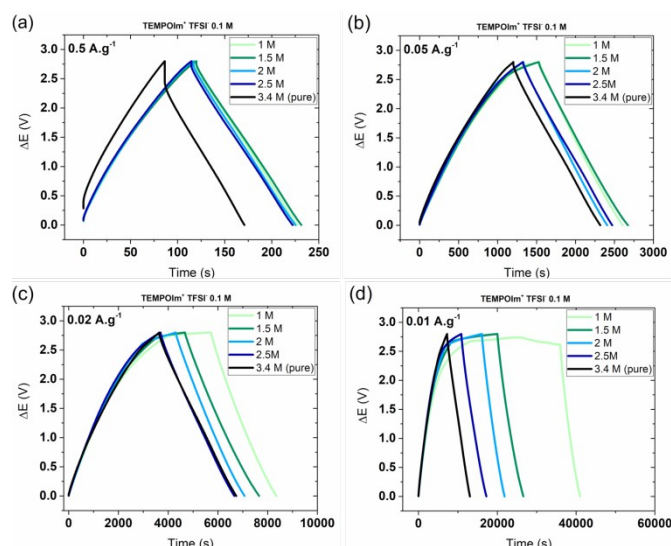 (a)
TEMPOIm⁺ TFSI⁻ 0.1 M
0.5 A.g⁻¹
1 M
1.5 M
2 M
2.5 M
3.4 M (pure)
ΔE (V)
3.0
2.5
2.0
1.5
1.0
0.5
0.0
0 50 100 150 200 250
Time (s)
(b)
TEMPOIm⁺ TFSI⁻ 0.1 M
0.05 A.g⁻¹
1 M
1.5 M
2 M
2.5M
3.4 M (pure)
ΔE (V)
3.0
2.5
2.0
1.5
1.0
0.5
0.0
0 500 1000 1500 2000 2500 3000
Time (s)
(c)
TEMPOIm⁺ TFSI⁻ 0.1 M
0.02 A.g⁻¹
1 M
1.5 M
2 M
2.5 M
3.4 M (pure)
ΔE (V)
3.0
2.5
2.0
1.5
1.0
0.5
0.0
0 2000 4000 6000 8000 10000
Time (s)
(d)
TEMPOIm⁺ TFSI⁻ 0.1 M
0.01 A.g⁻¹
1 M
1.5 M
2 M
2.5M
3.4 M (pure)
ΔE (V)
3.0
2.5
2.0
1.5
1.0
0.5
0.0
0 20000 40000 60000
Time (s)